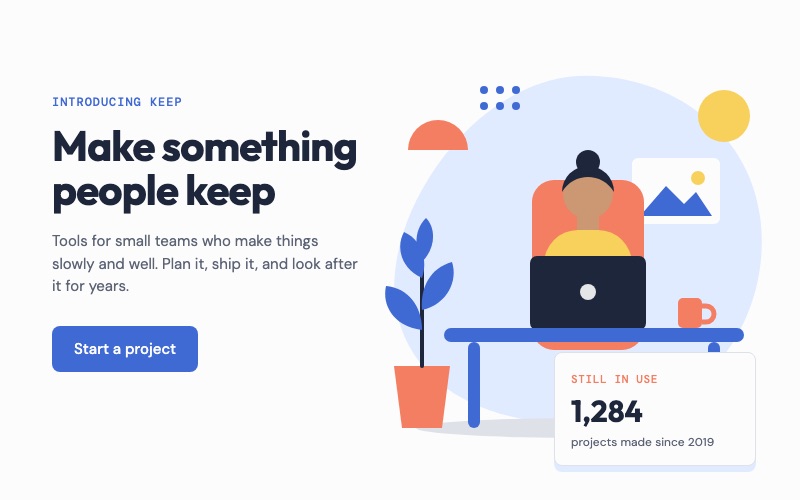 INTRODUCING KEEP
Make something
people keep
Tools for small teams who make things
slowly and well. Plan it, ship it, and look after
it for years.
Start a project
STILL IN USE
1,284
projects made since 2019